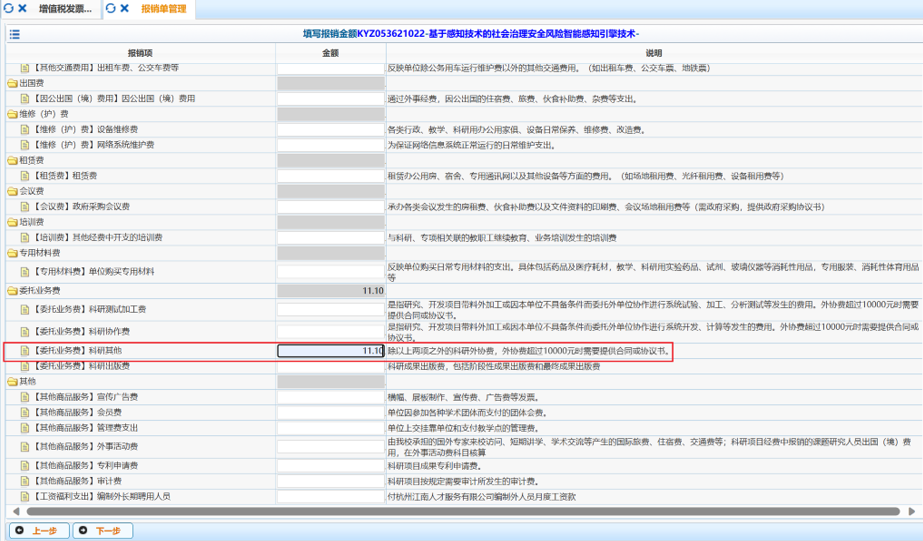 增值税发票... 报销单管理
填写报销金额KYZ053621022-基于感知技术的社会治理安全风险智能感知引擎技术-
报销项 金额 说明
【其他交通费用】出租车费、公交车费等 反映单位除公务用车运行维护费以外的其他交通费用。（如出租车费、公交车票、地铁票）
出国费
【因公出国（境）费用】因公出国（境）费用 通过外事经费，因公出国的住宿费、旅费、伙食补助费、杂费等支出。
维修（护）费
【维修（护）费】设备维修费 各类行政、教学、科研用办公用家俱、设备日常保养、维修费、改造费。
【维修（护）费】网络系统维护费 为保证网络信息系统正常运行的日常维护支出。
租赁费
【租赁费】租赁费 租赁办公用房、宿舍、专用通讯网以及其他设备等方面的费用。（如场地租用费、光纤租用费、设备租用费等）
会议费
【会议费】政府采购会议费 承办各类会议发生的房租费、伙食补助费以及文件资料的印刷费、会议场地租用费等（需政府采购，提供政府采购协议书）
培训费
【培训费】其他经费中开支的培训费 与科研、专项相关联的教职工继续教育、业务培训发生的培训费
专用材料费
【专用材料费】单位购买专用材料 反映单位购买日常专用材料的支出。具体包括药品及医疗耗材，教学、科研用实验药品、试剂、玻璃仪器等消耗性用品，专用服装、消耗性体育用品
等
委托业务费 11.10
【委托业务费】科研测试加工费 是指研究、开发项目带料外加工或因本单位不具备条件而委托外单位协作进行系统试验、加工、分析测试等发生的费用。外协费超过10000元时需要
提供合同或协议书。
【委托业务费】科研协作费 是指研究、开发项目带料外加工或因本单位不具备条件而委托外单位协作进行系统开发、计算等发生的费用。外协费超过10000元时需要提供合同或
协议书。
【委托业务费】科研其他 11.10 除以上两项之外的科研外协费，外协费超过10000元时需要提供合同或协议书。
【委托业务费】科研出版费 科研成果出版费，包括阶段性成果出版费和最终成果出版费
其他
【其他商品服务】宣传广告费 横幅、展板制作、宣传费、广告费等发票。
【其他商品服务】会员费 单位因参加各种学术团体而支付的团体会费。
【其他商品服务】管理费支出 单位上交挂靠单位和支付教学点的管理费。
【其他商品服务】外事活动费 由我校承担的国外专家来校访问、短期讲学、学术交流等产生的国际旅费、住宿费、交通费等；科研项目经费中报销的课题研究人员出国（境）费
用，在外事活动费科目核算
【其他商品服务】专利申请费 科研项目成果专利申请费。
【其他商品服务】审计费 科研项目按规定需要审计所发生的审计费。
【工资福利支出】编制外长期聘用人员 付杭州江南人才服务有限公司编制外人员月度工资款
上一步 下一步